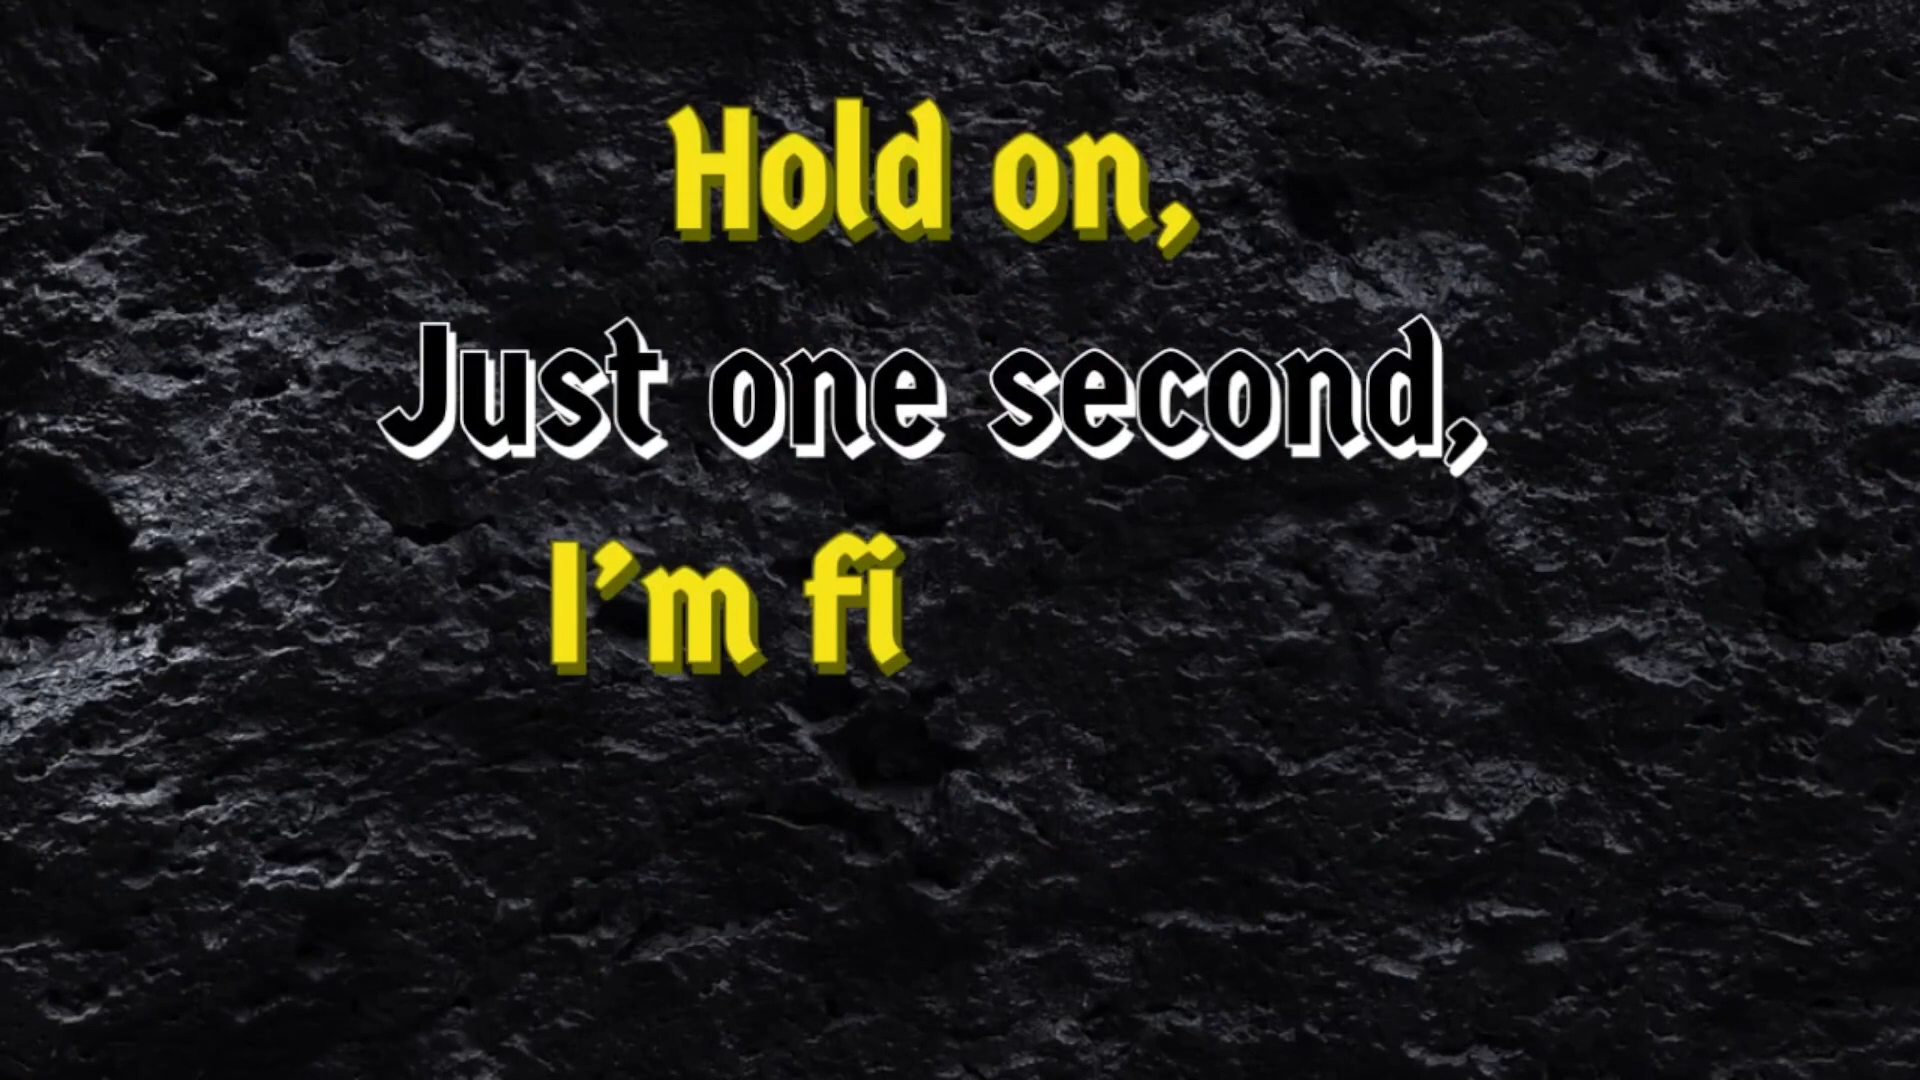 Hold on,
Just one second,
I’m fi